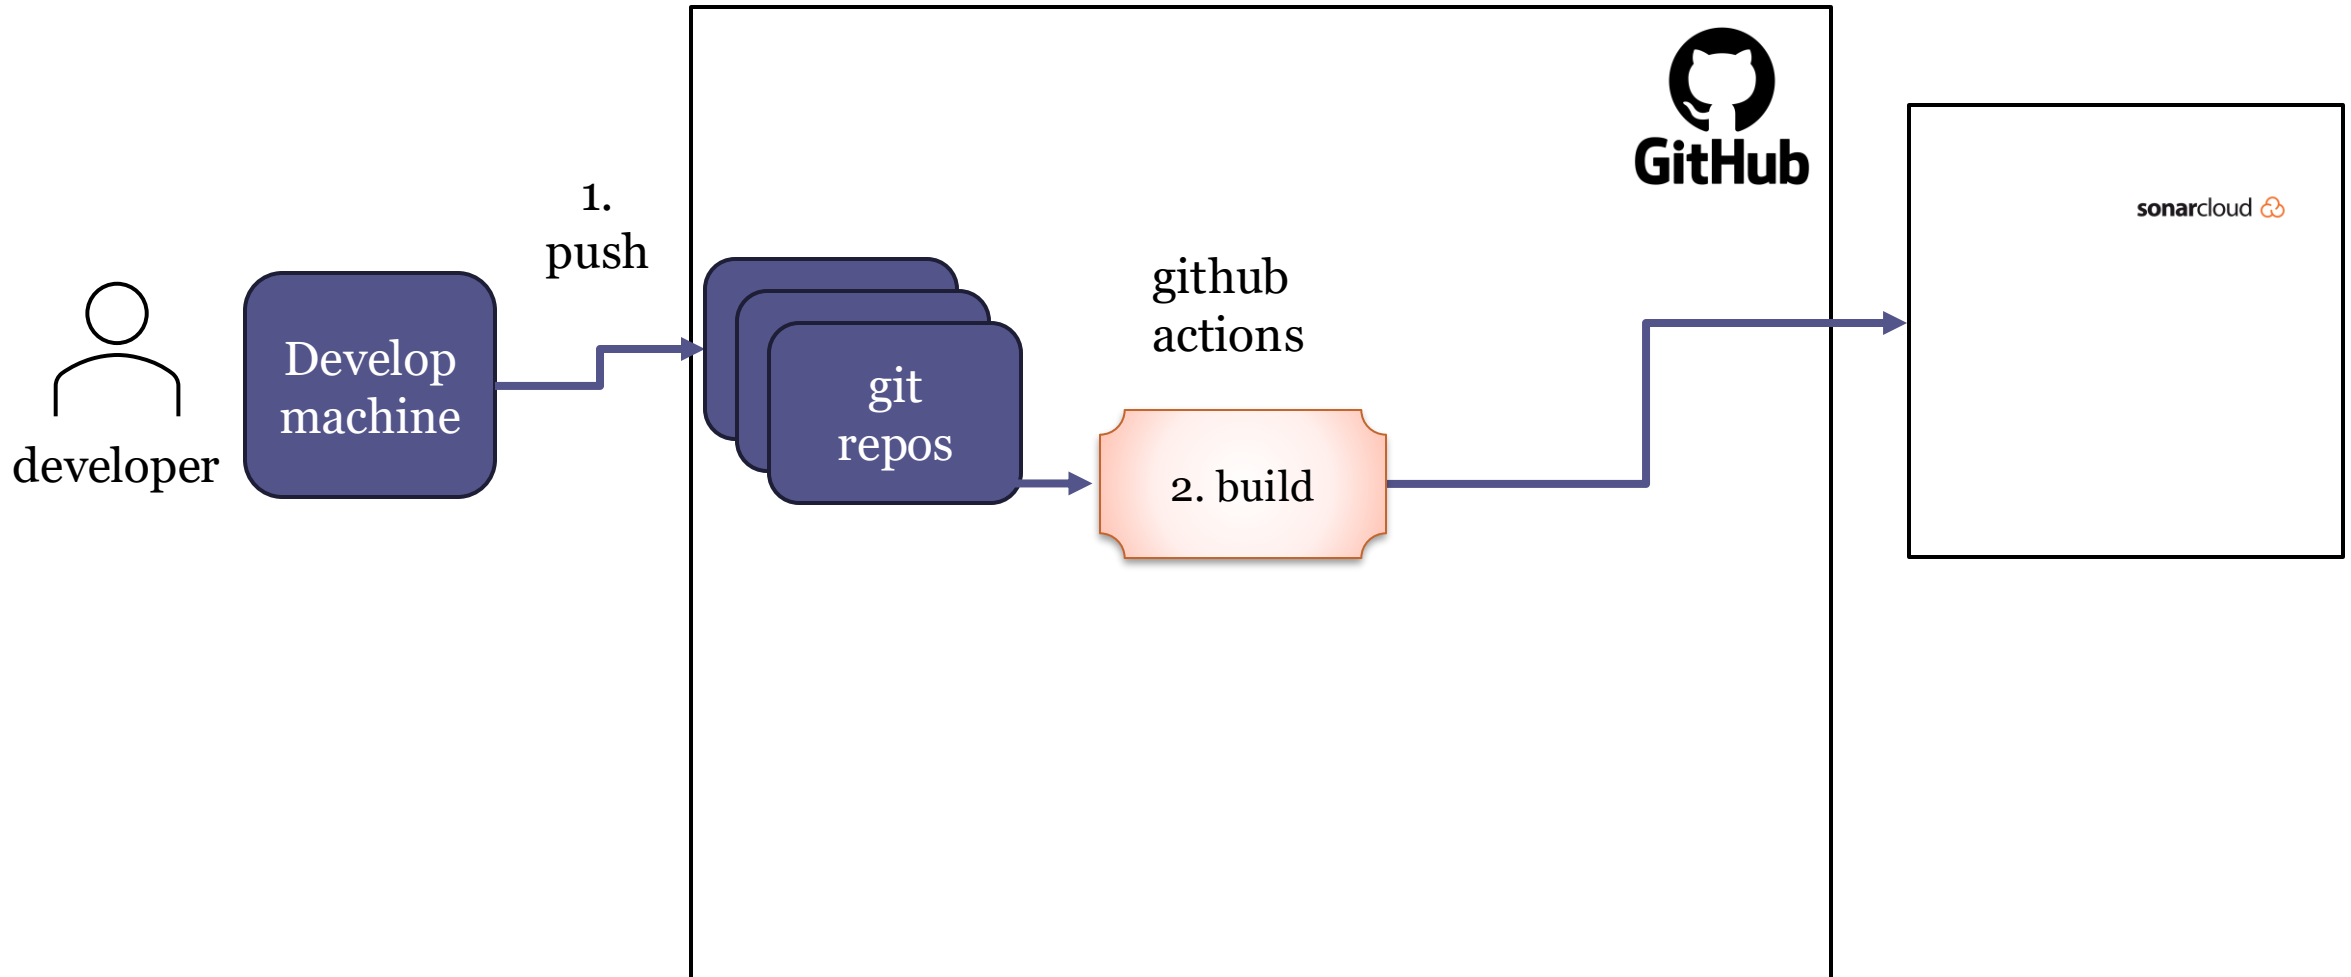 GitHub
sonarcloud
1.
push
github
actions
Develop
machine
git
repos
developer
2. build